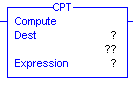 CPT
Compute
Dest ?
??
Expression ?